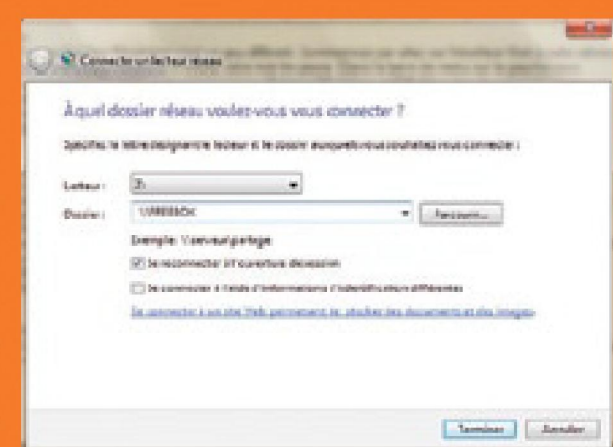 Connecter un lecteur réseau
À quel dossier réseau voulez-vous vous connecter ?
Spécifiez la lettre désignant le lecteur et le dossier auxquels vous souhaitez vous connecter :
Lecteur :
Dossier : \\FREEBOX Parcourir...
Exemple: \\serveur\partage
Se reconnecter à l'ouverture de session
Se connecter à l'aide d'informations d'identification différentes
Se connecter à un site Web permettant de stocker des documents et des images.
Terminer Annuler